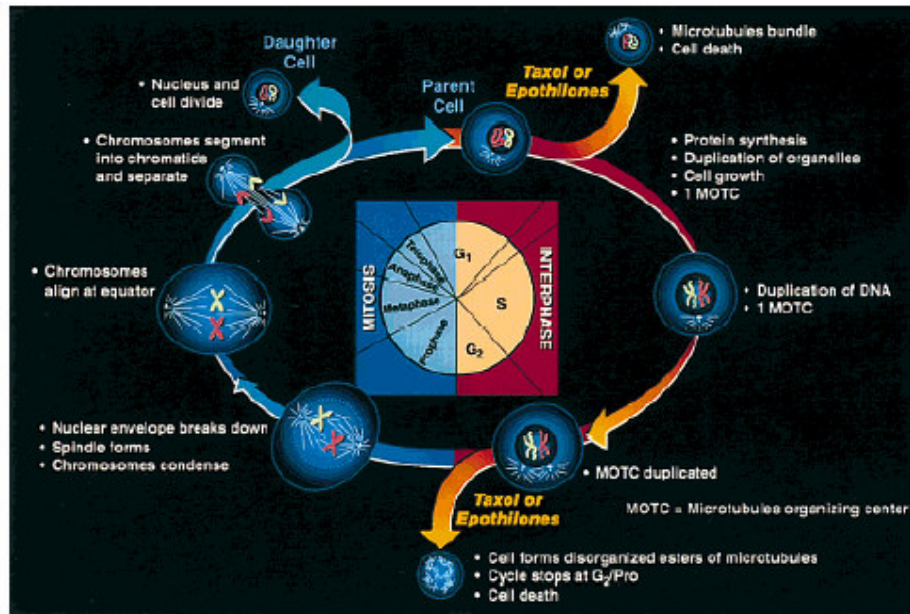 Daughter
Cell
• Nucleus and
cell divide
Parent
Cell
Taxol or
Epothilones
• Microtubules bundle
• Cell death
• Chromosomes segment
into chromatids
and separate
• Protein synthesis
• Duplication of organelles
• Cell growth
• 1 MOTC
• Chromosomes
align at equator
MITOSIS
Telophase
Anaphase
Metaphase
Prophase
G1
S
G2
INTERPHASE
• Duplication of DNA
• 1 MOTC
• Nuclear envelope breaks down
• Spindle forms
• Chromosomes condense
• MOTC duplicated
Taxol or
Epothilones
MOTC = Microtubules organizing center
• Cell forms disorganized esters of microtubules
• Cycle stops at G2/Pro
• Cell death